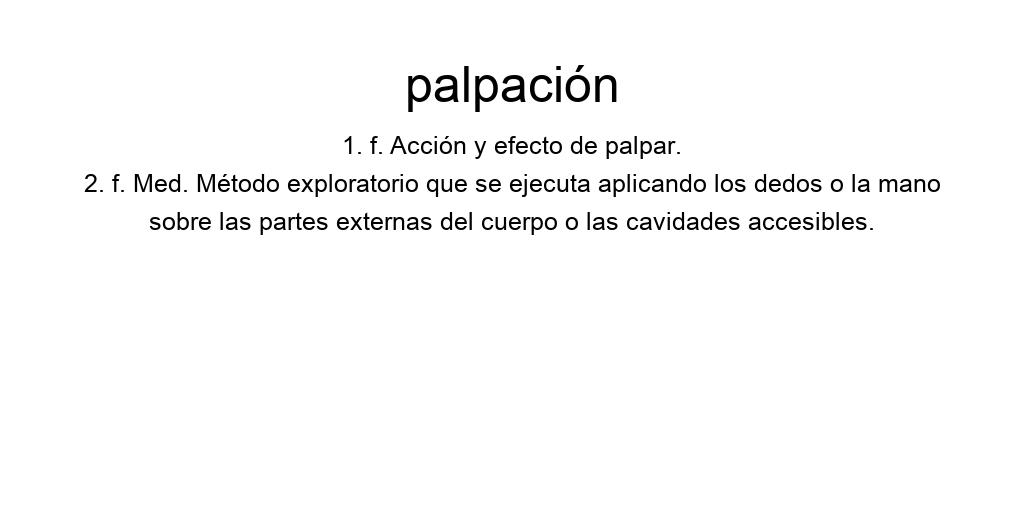 palpación
1. f. Acción y efecto de palpar.
2. f. Med. Método exploratorio que se ejecuta aplicando los dedos o la mano
sobre las partes externas del cuerpo o las cavidades accesibles.